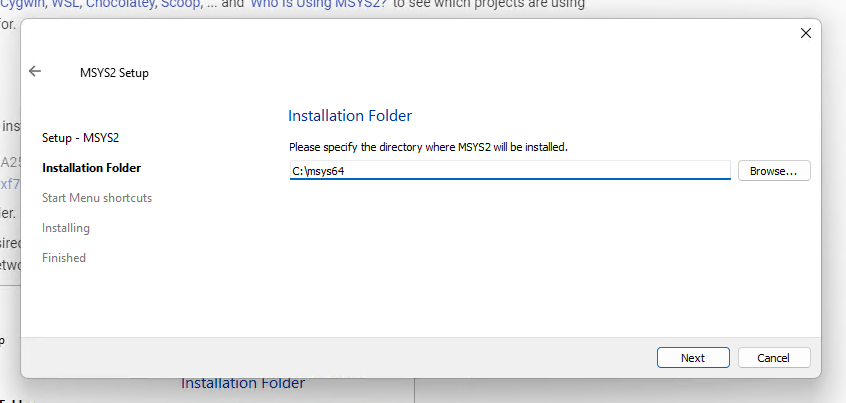 Cygwin, WSL, Chocolatey, Scoop, ... and 'Who Is Using MSYS2?' to see which projects are using
for.
MSYS2 Setup
Installation Folder
Setup - MSYS2
Please specify the directory where MSYS2 will be installed.
Installation Folder
C:\msys64
Browse...
Start Menu shortcuts
Installing
Finished
Next
Cancel
Installation Folder